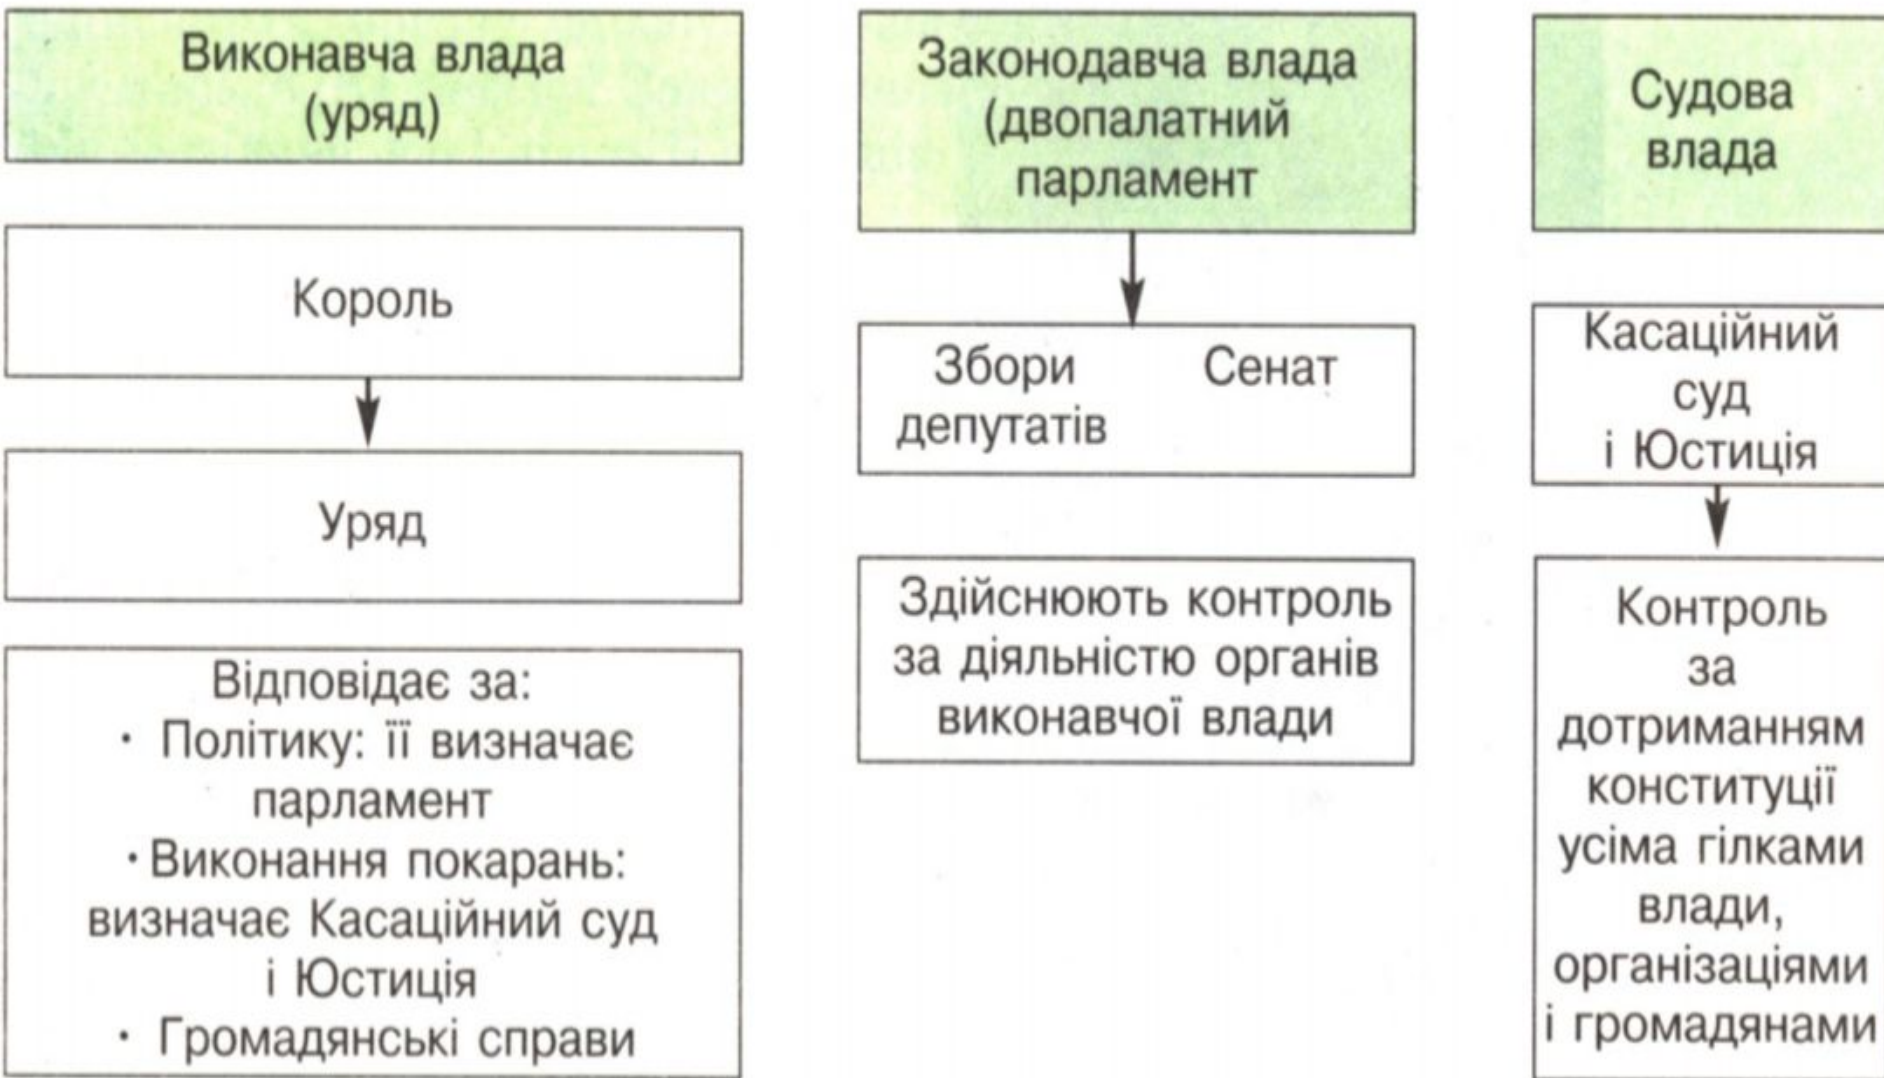 Виконавча влада
(уряд)
Король
Уряд
Відповідає за:
· Політику: її визначає
парламент
· Виконання покарань:
визначає Касаційний суд
і Юстиція
· Громадянські справи
Законодавча влада
(двопалатний
парламент
Збори Сенат
депутатів
Здійснюють контроль
за діяльністю органів
виконавчої влади
Судова
влада
Касаційний
суд
і Юстиція
Контроль
за
дотриманням
конституції
усіма гілками
влади,
організаціями
і громадянами